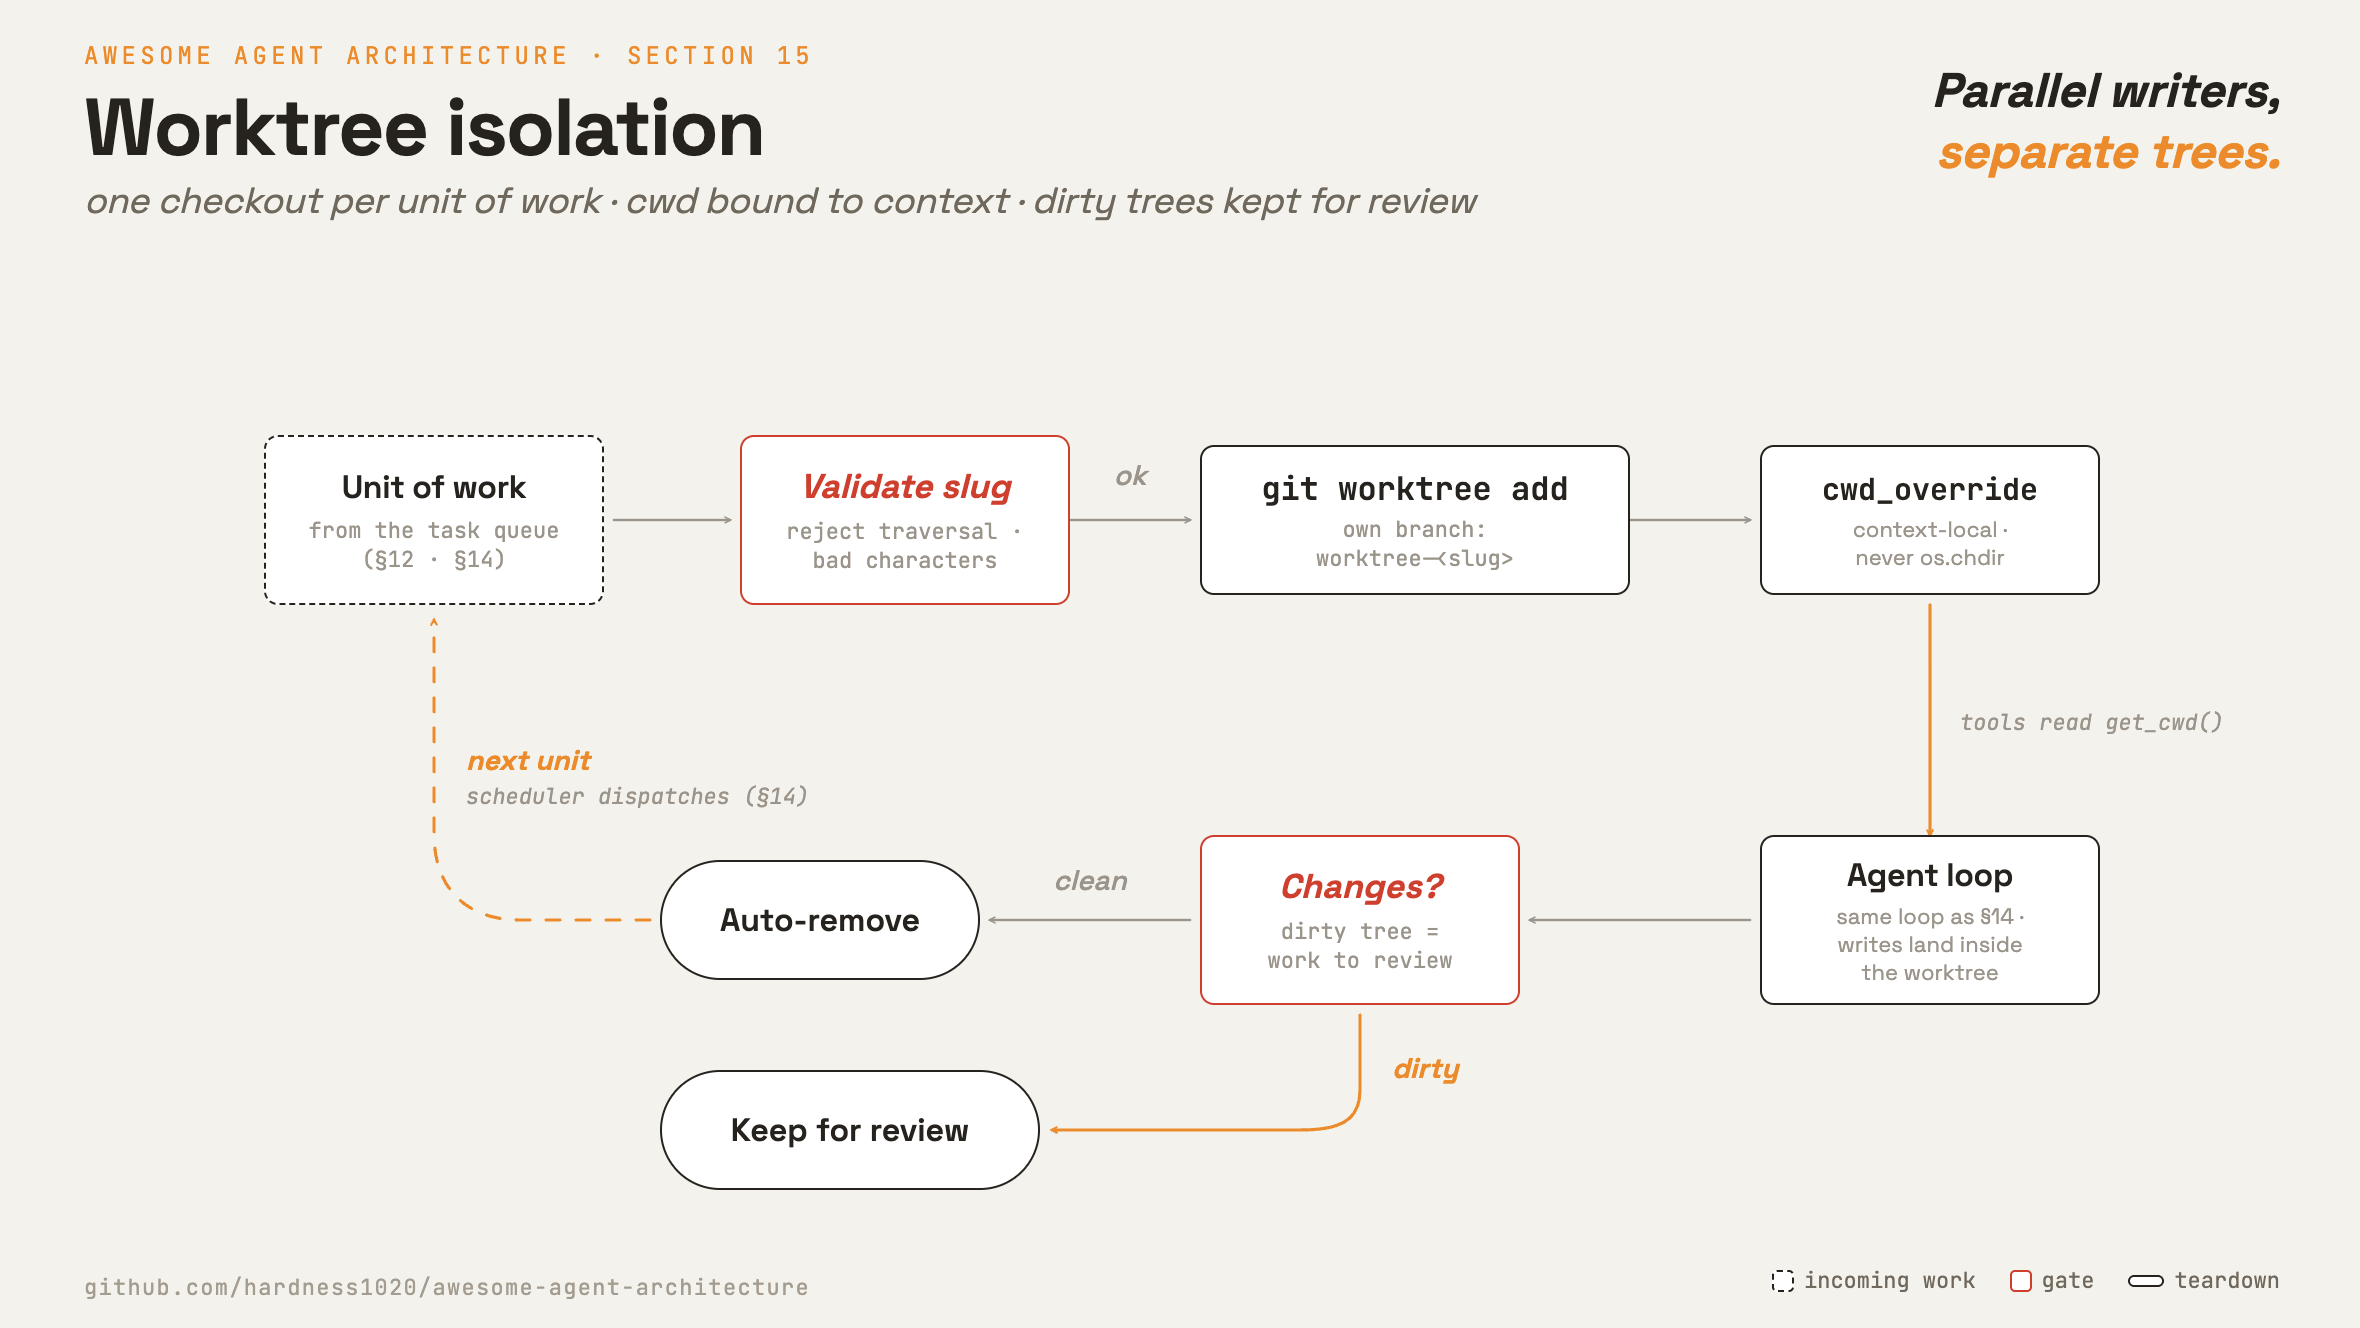 AWESOME AGENT ARCHITECTURE · SECTION 15
Worktree isolation
one checkout per unit of work · cwd bound to context · dirty trees kept for review
Parallel writers,
separate trees.
Unit of work
from the task queue
(§12 · §14)
Validate slug
reject traversal ·
bad characters
ok
git worktree add
own branch:
worktree-<slug>
cwd_override
context-local ·
never os.chdir
tools read get_cwd()
next unit
scheduler dispatches (§14)
Auto-remove
clean
Changes?
dirty tree =
work to review
Agent loop
same loop as §14 ·
writes land inside
the worktree
dirty
Keep for review
github.com/hardness1020/awesome-agent-architecture
incoming work
gate
teardown